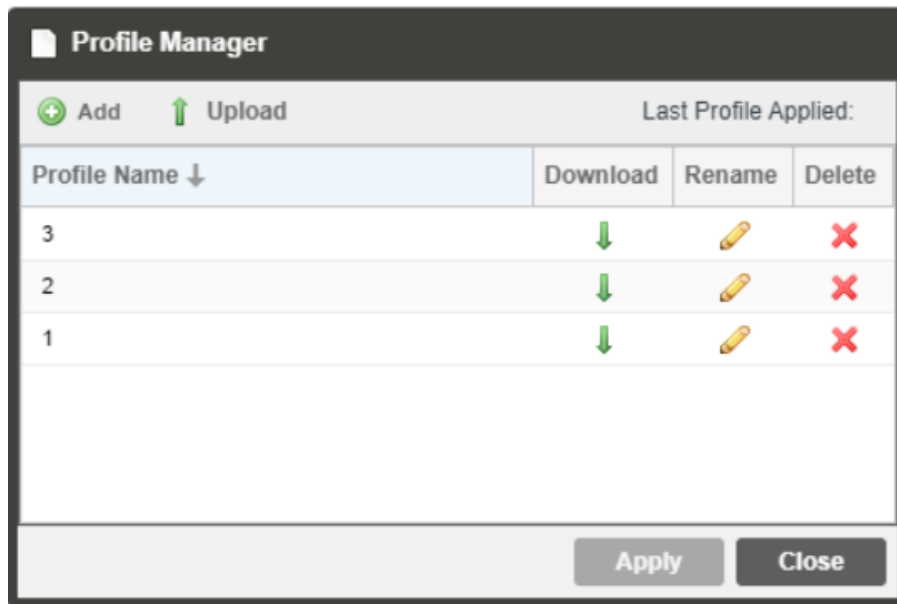 Profile Manager
Add Upload Last Profile Applied:
Profile Name Download Rename Delete
3
2
1
Apply Close